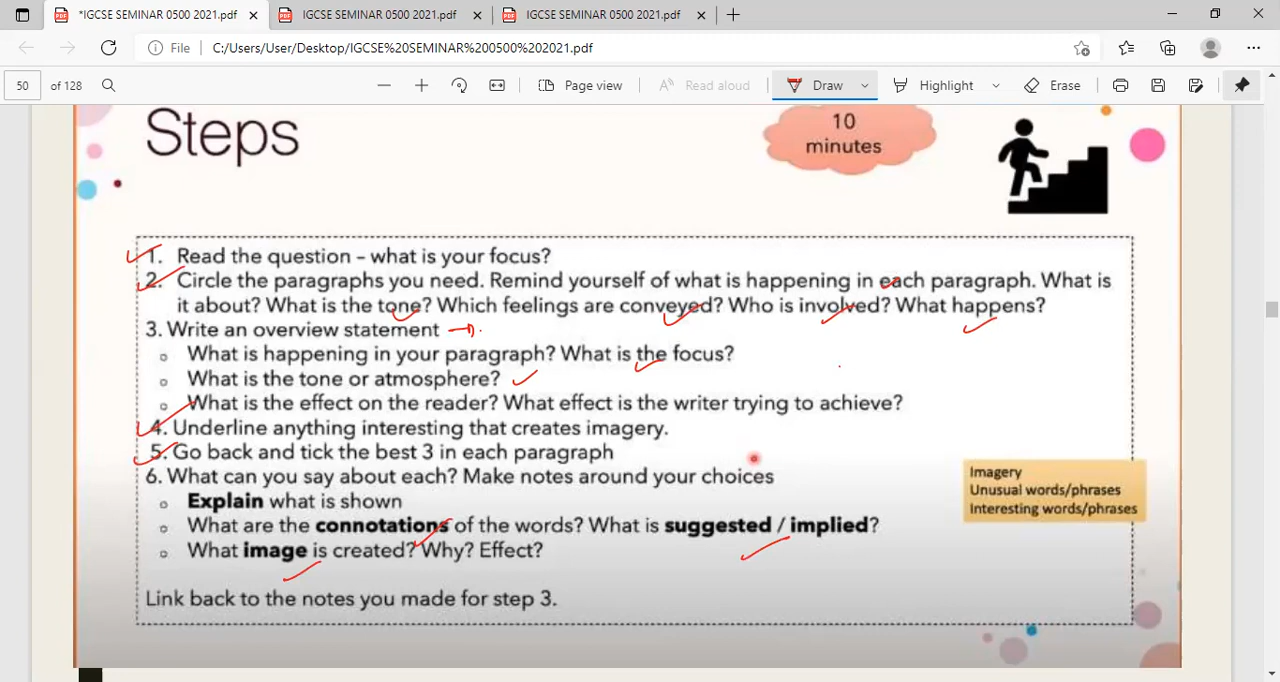 *IGCSE SEMINAR 0500 2021.pdf
IGCSE SEMINAR 0500 2021.pdf
IGCSE SEMINAR 0500 2021.pdf
File
C:/Users/User/Desktop/IGCSE%20SEMINAR%200500%202021.pdf
50 of 128
Page view
Read aloud
Draw
Highlight
Erase
Steps
10
minutes
1. Read the question – what is your focus?
2. Circle the paragraphs you need. Remind yourself of what is happening in each paragraph. What is
it about? What is the tone? Which feelings are conveyed? Who is involved? What happens?
3. Write an overview statement
What is happening in your paragraph? What is the focus?
What is the tone or atmosphere?
What is the effect on the reader? What effect is the writer trying to achieve?
4. Underline anything interesting that creates imagery.
5. Go back and tick the best 3 in each paragraph
6. What can you say about each? Make notes around your choices
Explain what is shown
What are the connotations of the words? What is suggested / implied?
What image is created? Why? Effect?
Link back to the notes you made for step 3.
Imagery
Unusual words/phrases
Interesting words/phrases